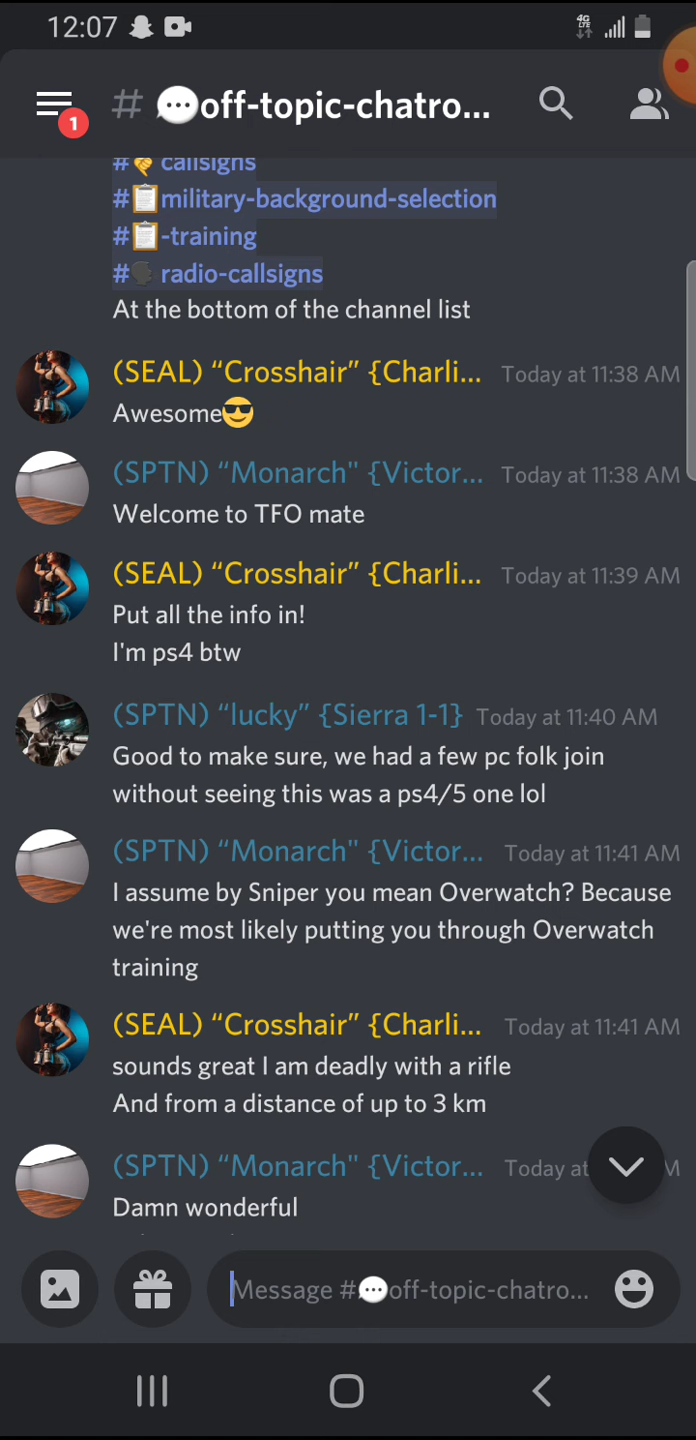 12:07
4G LTE
1
# 💬off-topic-chatro...
#🤏callsigns
#📋military-background-selection
#📋-training
#🗣radio-callsigns
At the bottom of the channel list
(SEAL) “Crosshair” {Charli... Today at 11:38 AM
Awesome😎
(SPTN) “Monarch" {Victor... Today at 11:38 AM
Welcome to TFO mate
(SEAL) “Crosshair” {Charli... Today at 11:39 AM
Put all the info in!
I'm ps4 btw
(SPTN) “lucky” {Sierra 1-1} Today at 11:40 AM
Good to make sure, we had a few pc folk join
without seeing this was a ps4/5 one lol
(SPTN) “Monarch" {Victor... Today at 11:41 AM
I assume by Sniper you mean Overwatch? Because
we're most likely putting you through Overwatch
training
(SEAL) “Crosshair” {Charli... Today at 11:41 AM
sounds great I am deadly with a rifle
And from a distance of up to 3 km
(SPTN) “Monarch" {Victor... Today at M
Damn wonderful
Message #💬off-topic-chatro...